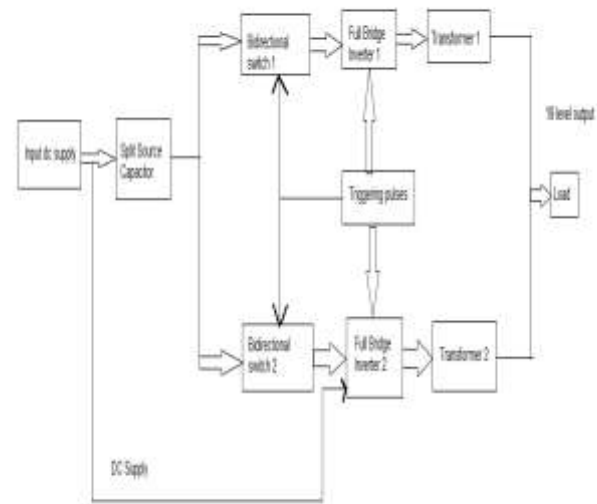 Bidirectional
switch 1
Full Bridge
Inverter 1
Transformer 1
Input dc supply
Split Source
Capacitor
Triggering pulses
level output
Load
Bidirectional
switch 2
Full Bridge
Inverter 2
Transformer 2
DC Supply